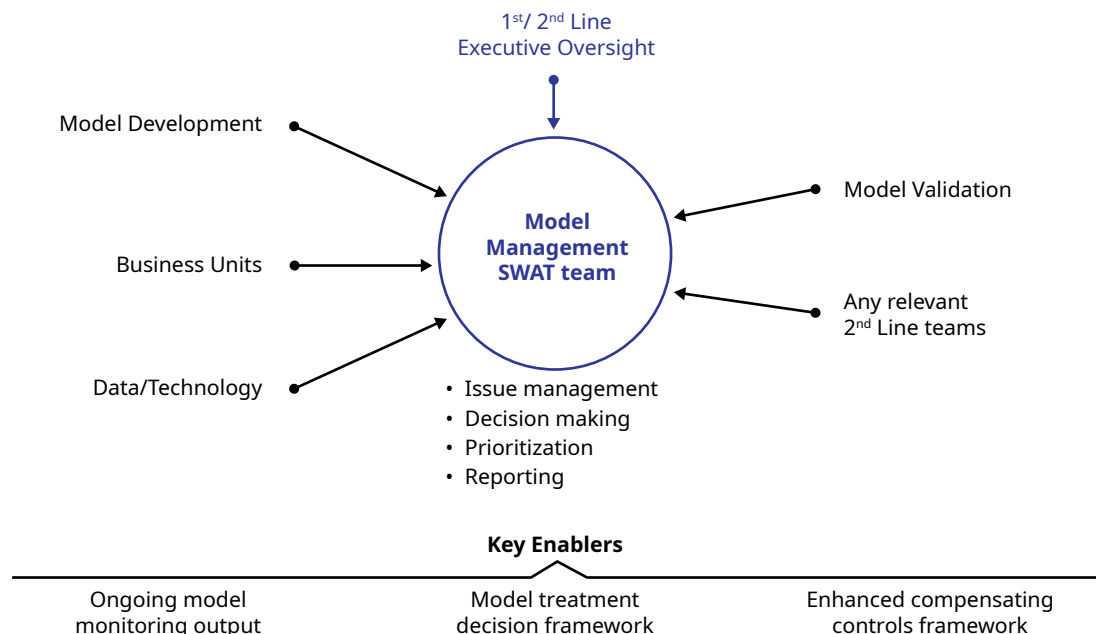 1st/ 2nd Line
Executive Oversight
Model Development
Model Validation
Model
Management
SWAT team
Business Units
Any relevant
2nd Line teams
Data/Technology
• Issue management
• Decision making
• Prioritization
• Reporting
Key Enablers
Ongoing model
monitoring output
Model treatment
decision framework
Enhanced compensating
controls framework